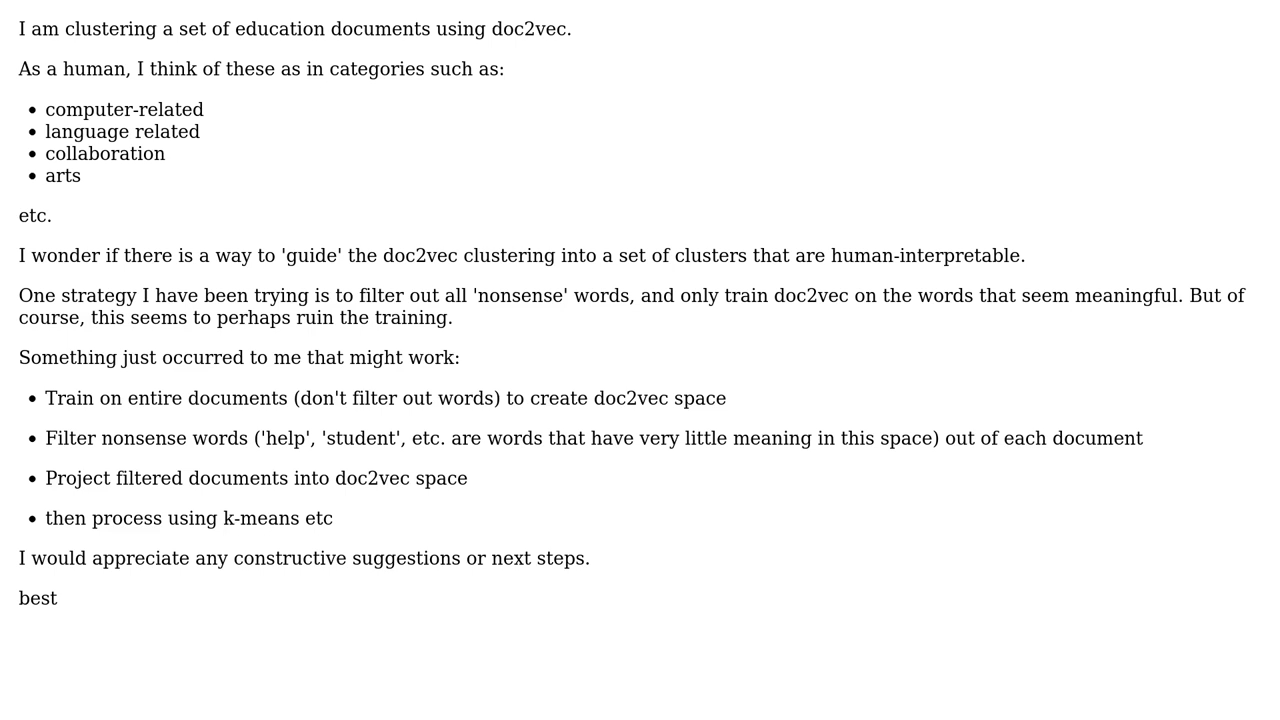 I am clustering a set of education documents using doc2vec.
As a human, I think of these as in categories such as:
• computer-related
• language related
• collaboration
• arts
etc.
I wonder if there is a way to 'guide' the doc2vec clustering into a set of clusters that are human-interpretable.
One strategy I have been trying is to filter out all 'nonsense' words, and only train doc2vec on the words that seem meaningful. But of
course, this seems to perhaps ruin the training.
Something just occurred to me that might work:
• Train on entire documents (don't filter out words) to create doc2vec space
• Filter nonsense words ('help', 'student', etc. are words that have very little meaning in this space) out of each document
• Project filtered documents into doc2vec space
• then process using k-means etc
I would appreciate any constructive suggestions or next steps.
best